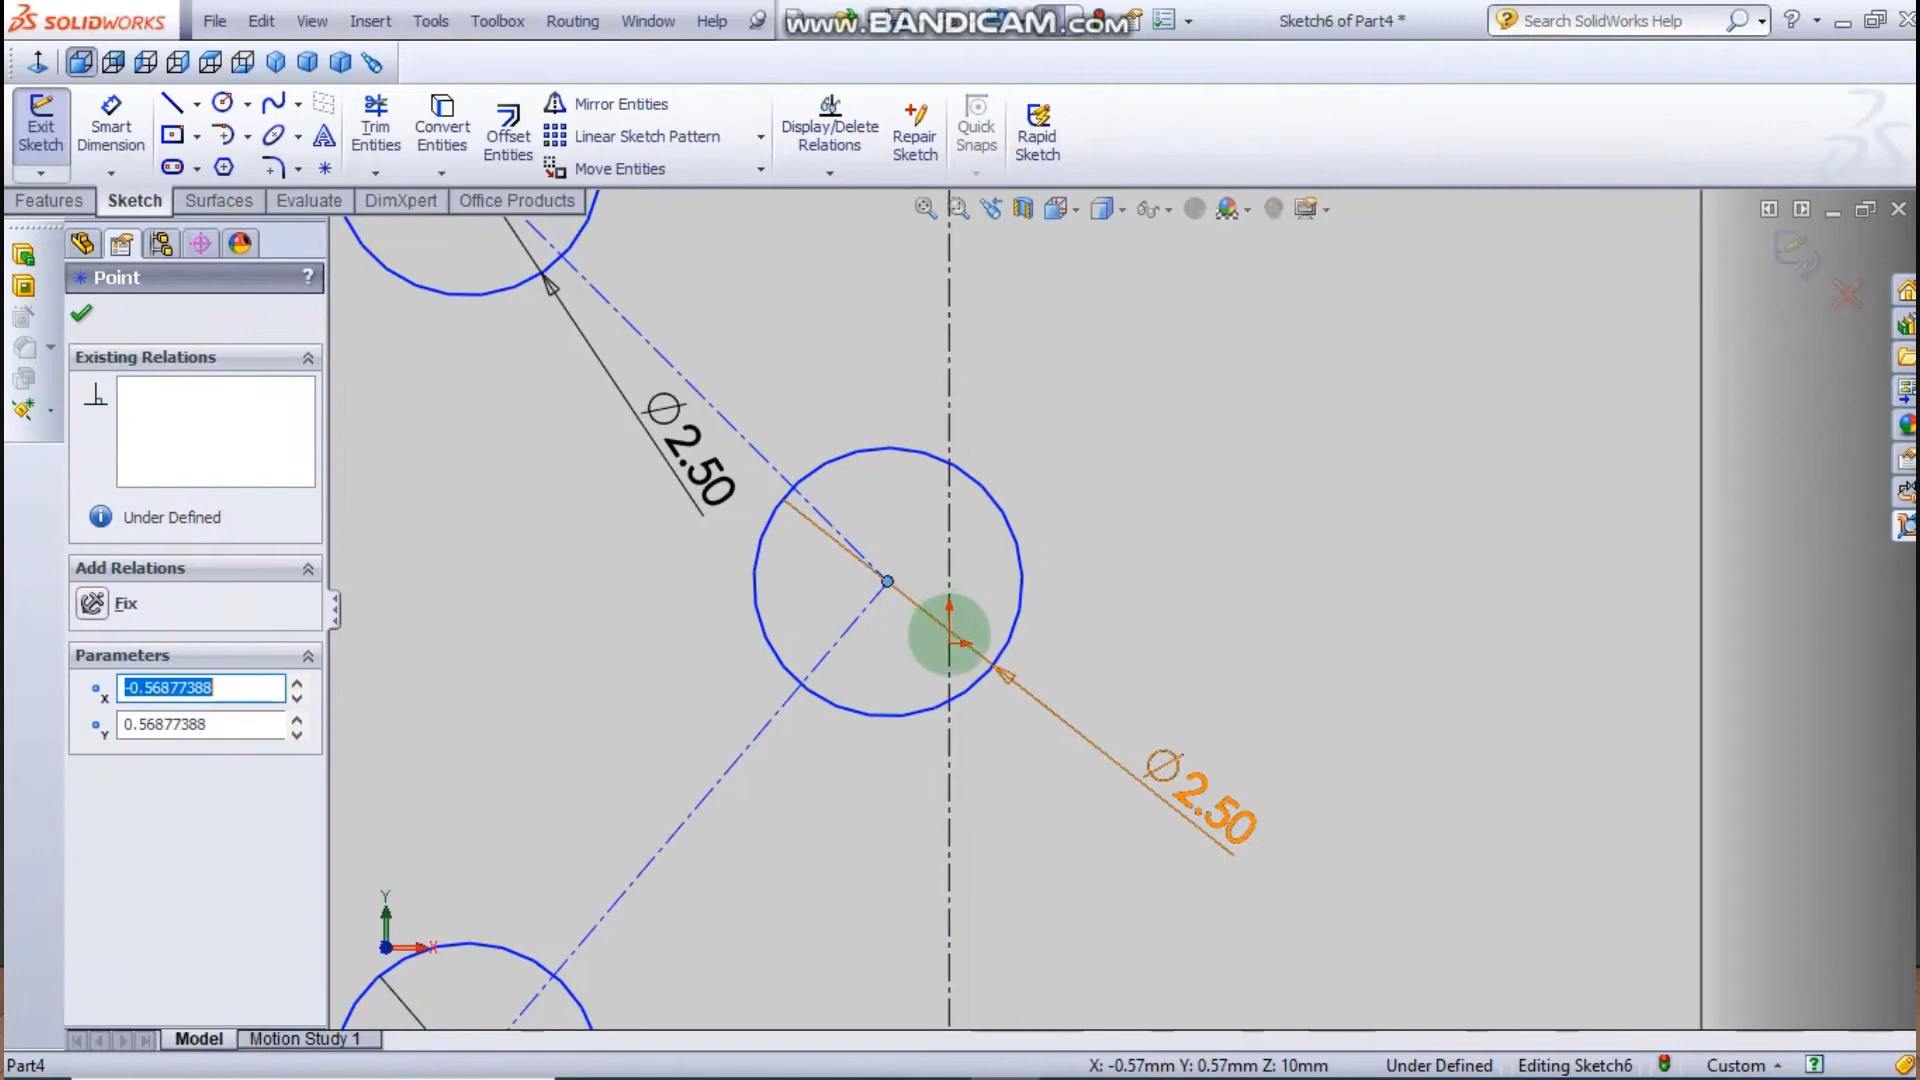 SOLIDWORKS File Edit View Insert Tools Toolbox Routing Window Help www.BANDICAM.com Sketch6 of Part4 * Search SolidWorks Help
Exit Sketch
Smart Dimension
Trim Entities
Convert Entities
Offset Entities
Mirror Entities
Linear Sketch Pattern
Move Entities
Display/Delete Relations
Repair Sketch
Quick Snaps
Rapid Sketch
Features Sketch Surfaces Evaluate DimXpert Office Products
Point ?
Existing Relations
Under Defined
Add Relations
Fix
Parameters
X -0.56877388
Y 0.56877388
∅2.50
∅2.50
Y
X
Model Motion Study 1
Part4 X: -0.57mm Y: 0.57mm Z: 10mm Under Defined Editing Sketch6 Custom ?